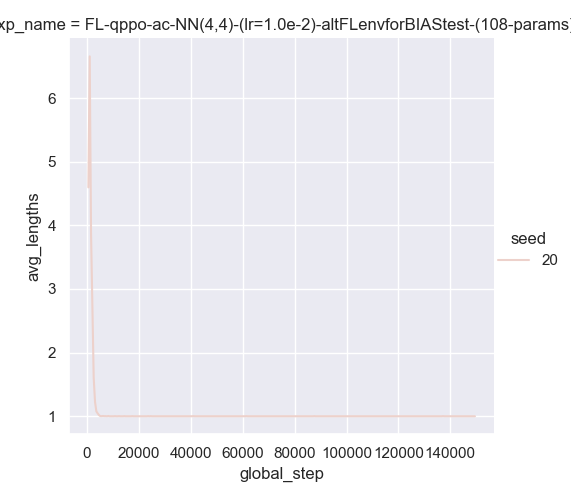 xp_name = FL-qppo-ac-NN(4,4)-(lr=1.0e-2)-altFLenvforBIAStest-(108-params)
6
5
4
3
2
1
avg_lengths
seed
20
0 20000 40000 60000 80000 100000 120000 140000
global_step